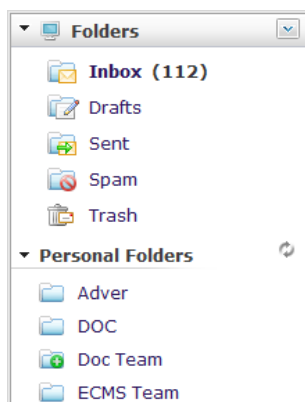 Folders
Inbox (112)
Drafts
Sent
Spam
Trash
Personal Folders
Adver
DOC
Doc Team
ECMS Team